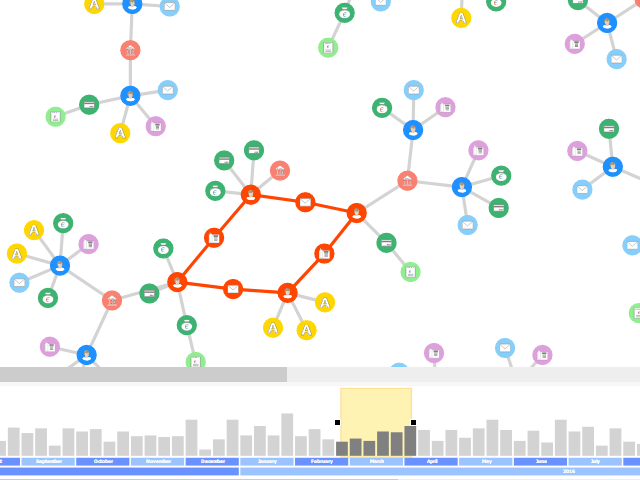 A
A
A
A
A
A
A
A
September
October
November
December
January
February
March
April
May
June
July
2016